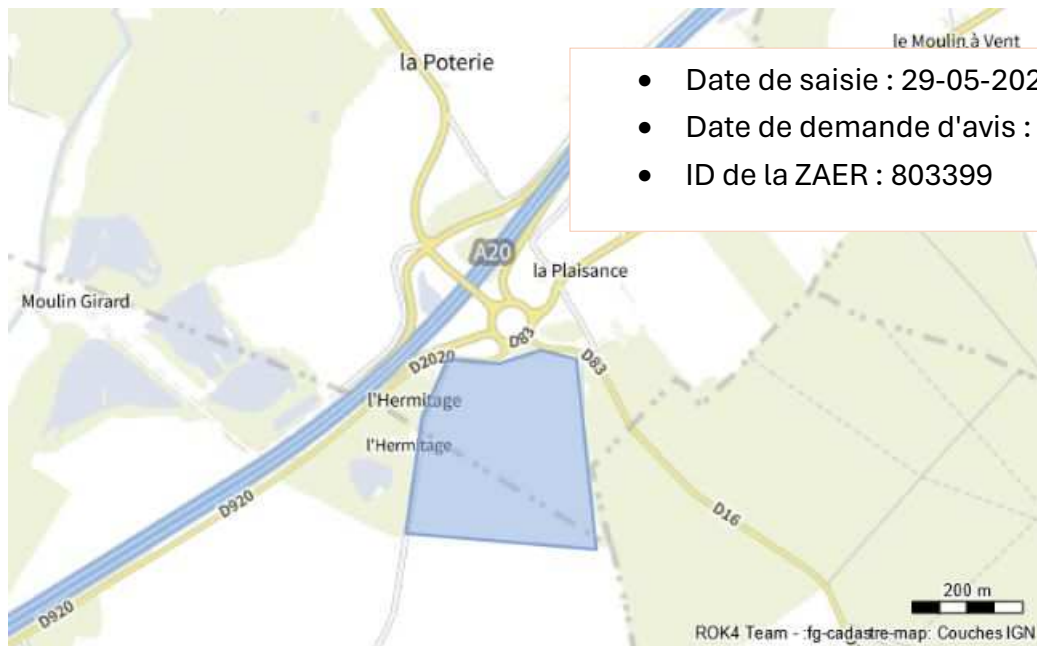 le Moulin à Vent
la Poterie
• Date de saisie : 29-05-202
• Date de demande d'avis :
• ID de la ZAER : 803399
A20
la Plaisance
Moulin Girard
D83
D2020
D83
l'Hermitage
l'Hermitage
D920
D16
200 m
D920
ROK4 Team - :fg-cadastre-map: Couches IGN